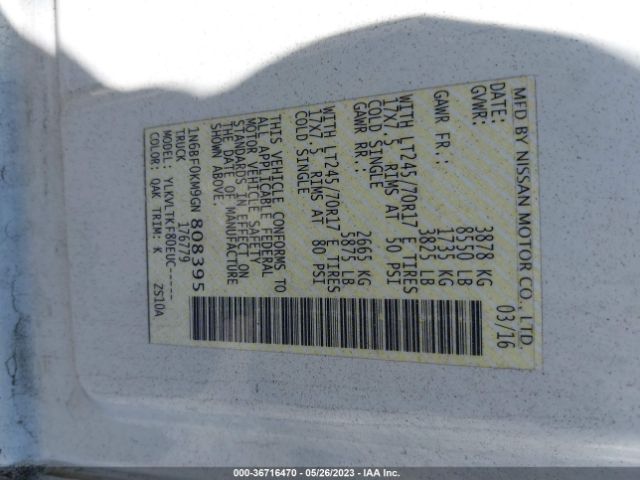 MFD BY NISSAN MOTOR CO., LTD
DATE: 03/16
GVWR: 3878 KG
8550 LB
GAWR FR.: 1735 KG
3825 LB
WITH LT245/70R17 E TIRES
17X7.5 RIMS AT 50 PSI
COLD SINGLE
GAWR RR.: 2665 KG
5875 LB
WITH LT245/70R17 E TIRES
17X7.5 RIMS AT 80 PSI
COLD SINGLE
THIS VEHICLE CONFORMS TO
ALL APPLICABLE FEDERAL
MOTOR VEHICLE SAFETY
STANDARDS IN EFFECT ON
THE DATE OF MANUFACTURE
SHOWN ABOVE.
1N6BF0KM9GN 808395
TRUCK 176779
MODEL: YLKVLTKF80EUC-----
COLOR: QAK TRIM: K ZS10A
000-36716470 - 05/26/2023 - IAA Inc.